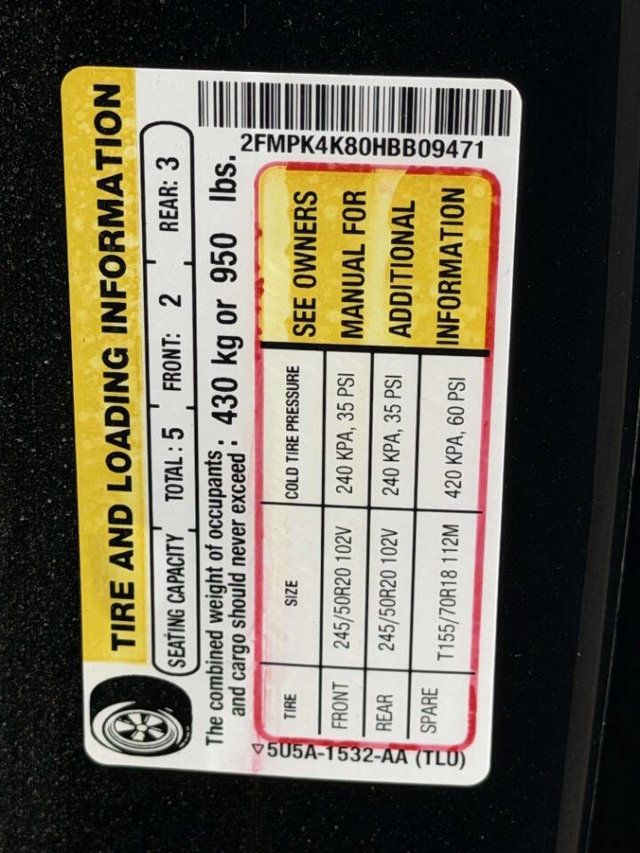 TIRE AND LOADING INFORMATION
SEATING CAPACITY TOTAL: 5 FRONT: 2 REAR: 3
The combined weight of occupants
and cargo should never exceed : 430 kg or 950 lbs.
TIRE SIZE COLD TIRE PRESSURE
FRONT 245/50R20 102V 240 KPA, 35 PSI
REAR 245/50R20 102V 240 KPA, 35 PSI
SPARE T155/70R18 112M 420 KPA, 60 PSI
SEE OWNERS
MANUAL FOR
ADDITIONAL
INFORMATION
▽5U5A-1532-AA (TLU)
2FMPK4K80HBB09471